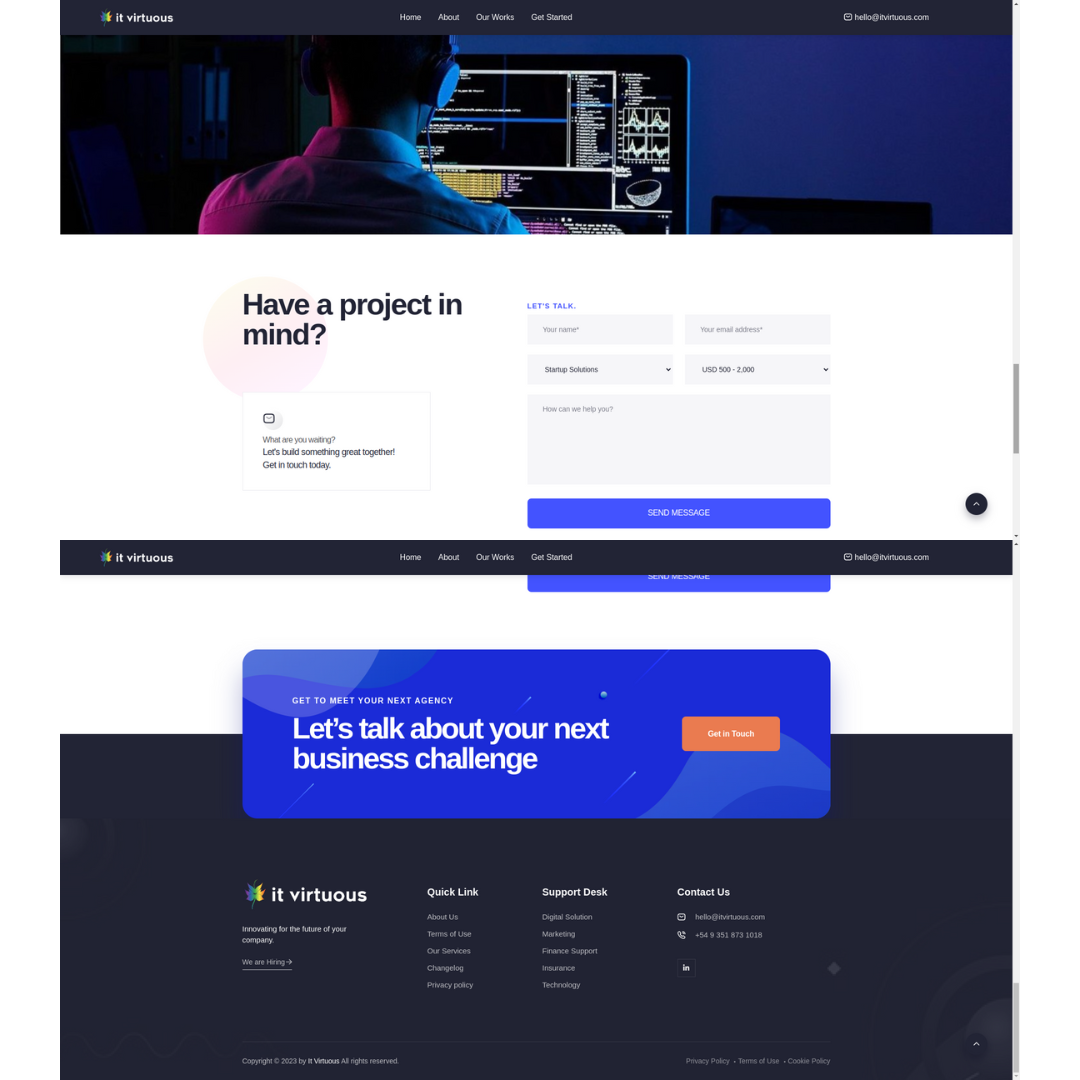 it virtuous
Home About Our Works Get Started
hello@itvirtuous.com
Have a project in
mind?
What are you waiting?
Let's build something great together!
Get in touch today.
LET'S TALK.
Your name*
Your email address*
Startup Solutions
USD 500 - 2,000
How can we help you?
SEND MESSAGE
it virtuous
Home About Our Works Get Started
hello@itvirtuous.com
SEND MESSAGE
GET TO MEET YOUR NEXT AGENCY
Let’s talk about your next
business challenge
Get in Touch
it virtuous
Innovating for the future of your
company.
We are Hiring
Quick Link
About Us
Terms of Use
Our Services
Changelog
Privacy policy
Support Desk
Digital Solution
Marketing
Finance Support
Insurance
Technology
Contact Us
hello@itvirtuous.com
+54 9 351 873 1018
in
Copyright © 2023 by It Virtuous All rights reserved.
Privacy Policy • Terms of Use • Cookie Policy